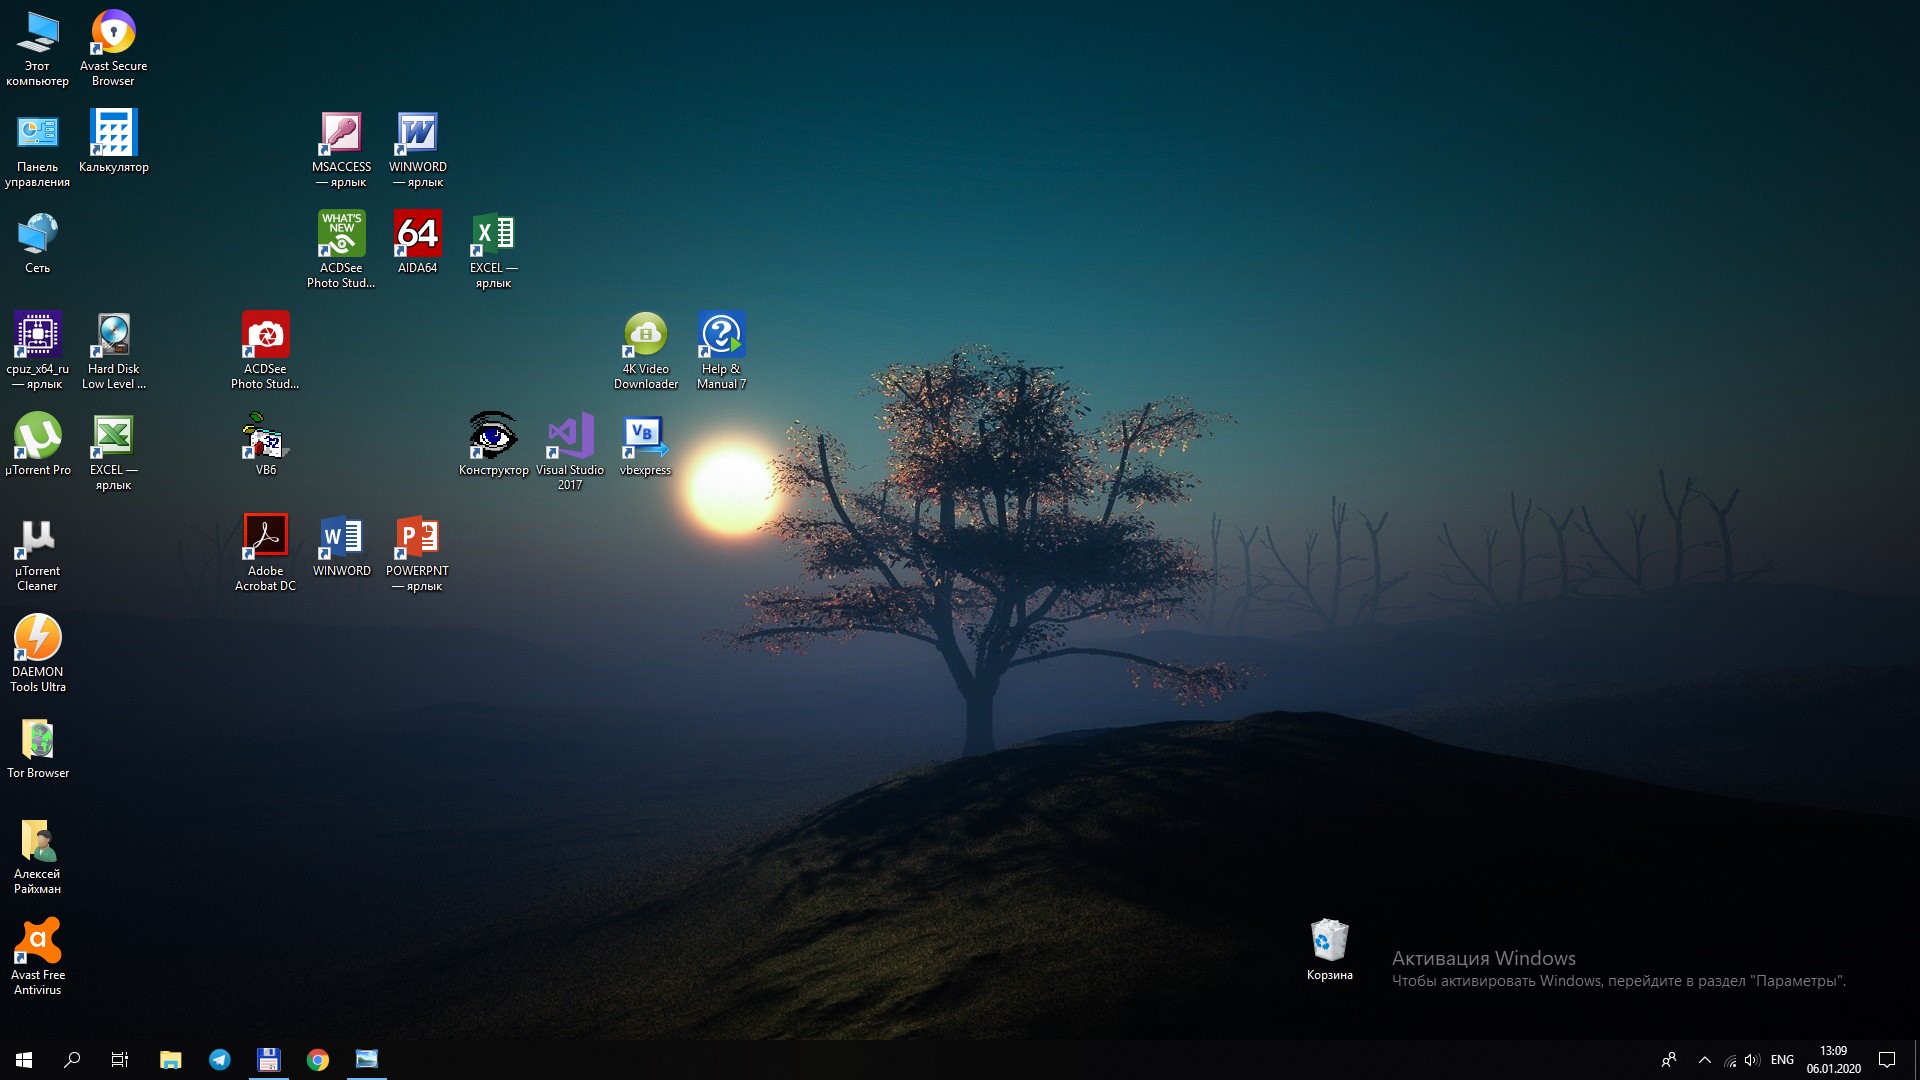 Этот
компьютер
Avast Secure
Browser
Панель
управления
Калькулятор
MSACCESS
— ярлык
WINWORD
— ярлык
Сеть
WHAT'S
NEW
ACDSee
Photo Stud...
64
AIDA64
EXCEL —
ярлык
cpuz_x64_ru
— ярлык
Hard Disk
Low Level ...
ACDSee
Photo Stud...
4K Video
Downloader
Help &
Manual 7
µTorrent Pro
EXCEL —
ярлык
32
VB6
Конструктор
Visual Studio
2017
VB
vbexpress
µTorrent
Cleaner
Adobe
Acrobat DC
WINWORD
POWERPNT
— ярлык
DAEMON
Tools Ultra
Tor Browser
Алексей
Райхман
Avast Free
Antivirus
Корзина
Активация Windows
Чтобы активировать Windows, перейдите в раздел "Параметры".
ENG
13:09
06.01.2020